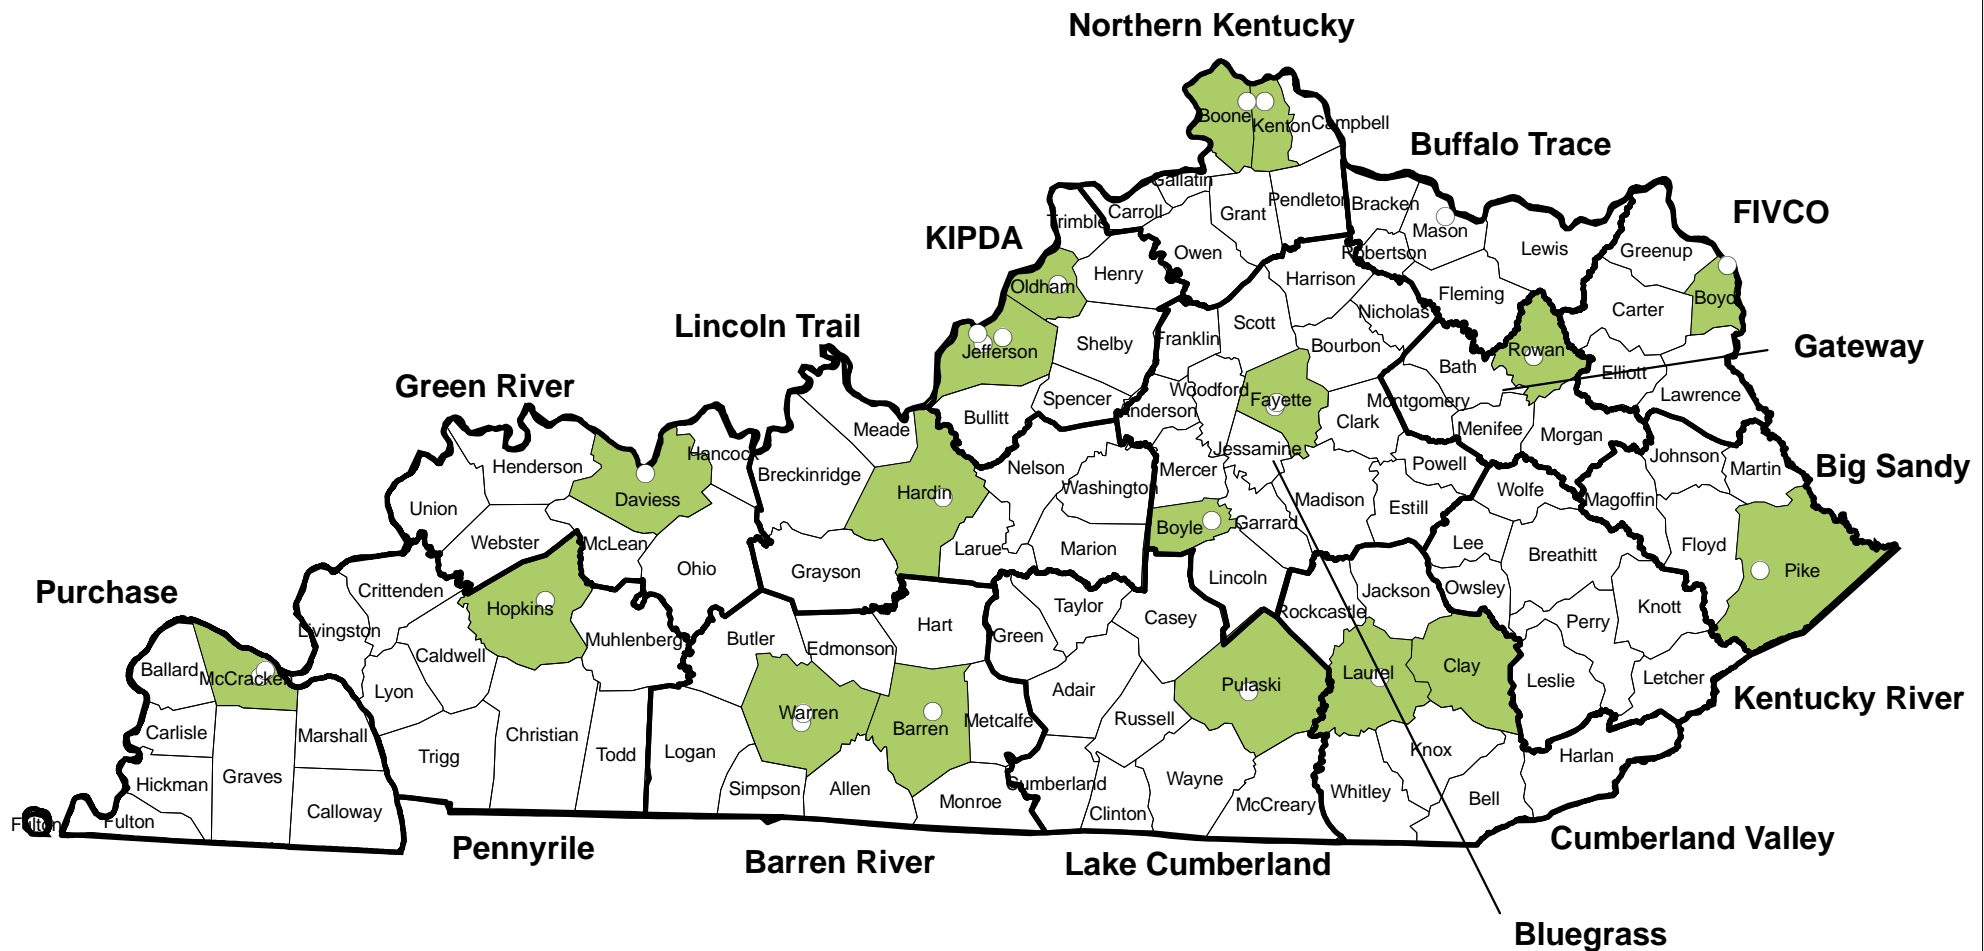 Northern Kentucky
Boone
Kenton
Campbell
Buffalo Trace
Gallatin
Carroll
Trimble
Grant
Pendleton
Bracken
Mason
Robertson
Lewis
FIVCO
Greenup
KIPDA
Owen
Henry
Oldham
Harrison
Fleming
Carter
Boyd
Nicholas
Scott
Franklin
Bourbon
Shelby
Jefferson
Lincoln Trail
Rowan
Gateway
Bath
Elliott
Lawrence
Green River
Woodford
Fayette
Montgomery
Spencer
Anderson
Bullitt
Clark
Menifee
Morgan
Meade
Hancock
Henderson
Breckinridge
Jessamine
Johnson
Martin
Big Sandy
Nelson
Mercer
Powell
Washington
Daviess
Hardin
Union
Madison
Estill
Wolfe
Magoffin
Boyle
Garrard
Webster
McLean
Larue
Marion
Lee
Breathitt
Floyd
Pike
Ohio
Grayson
Lincoln
Jackson
Owsley
Purchase
Crittenden
Hopkins
Taylor
Casey
Rockcastle
Knott
Perry
Livingston
Muhlenberg
Butler
Edmonson
Hart
Green
Caldwell
Ballard
McCracken
Lyon
Adair
Pulaski
Laurel
Clay
Leslie
Letcher
Kentucky River
Warren
Barren
Metcalfe
Russell
Carlisle
Marshall
Christian
Todd
Logan
Trigg
Knox
Harlan
Hickman
Graves
Simpson
Allen
Monroe
Cumberland
Wayne
Whitley
Bell
Calloway
Clinton
McCreary
Fulton
Fulton
Pennyrile
Barren River
Lake Cumberland
Cumberland Valley
Bluegrass